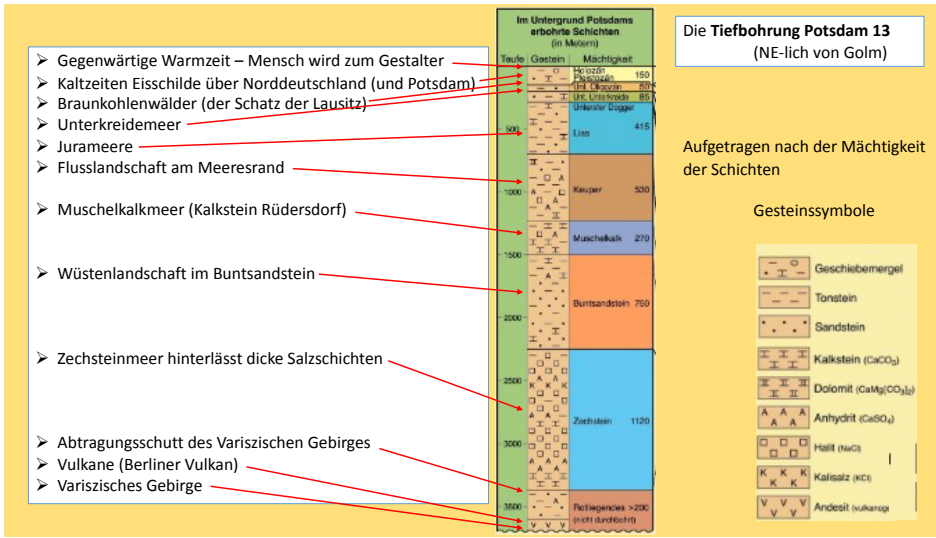 ➢ Gegenwärtige Warmzeit – Mensch wird zum Gestalter
➢ Kaltzeiten Eisschilde über Norddeutschland (und Potsdam)
➢ Braunkohlenwälder (der Schatz der Lausitz)
➢ Unterkreidemeer
➢ Jurameere
➢ Flusslandschaft am Meeresrand
➢ Muschelkalkmeer (Kalkstein Rüdersdorf)
➢ Wüstenlandschaft im Buntsandstein
➢ Zechsteinmeer hinterlässt dicke Salzschichten
➢ Abtragungsschutt des Variszischen Gebirges
➢ Vulkane (Berliner Vulkan)
➢ Variszisches Gebirge
Im Untergrund Potsdams
erbohrte Schichten
(in Metern)
Teufe Gestein Mächtigkeit
Holozän
Pleistozän 150
Unt. Oligozän 50
Unt. Unterkreide 85
Unterster Dogger
415
500 Lias
Keuper 530
1000
Muschelkalk 270
1500
Buntsandstein 750
2000
2500
Zechstein 1120
3000
3500 Rotliegendes >200
(nicht durchbohrt)
Die Tiefbohrung Potsdam 13
(NE-lich von Golm)
Aufgetragen nach der Mächtigkeit
der Schichten
Gesteinssymbole
Geschiebemergel
Tonstein
Sandstein
Kalkstein (CaCO₃)
Dolomit (CaMg[CO₃]₂)
Anhydrit (CaSO₄)
Halit (NaCl)
Kalisalz (KCl)
Andesit